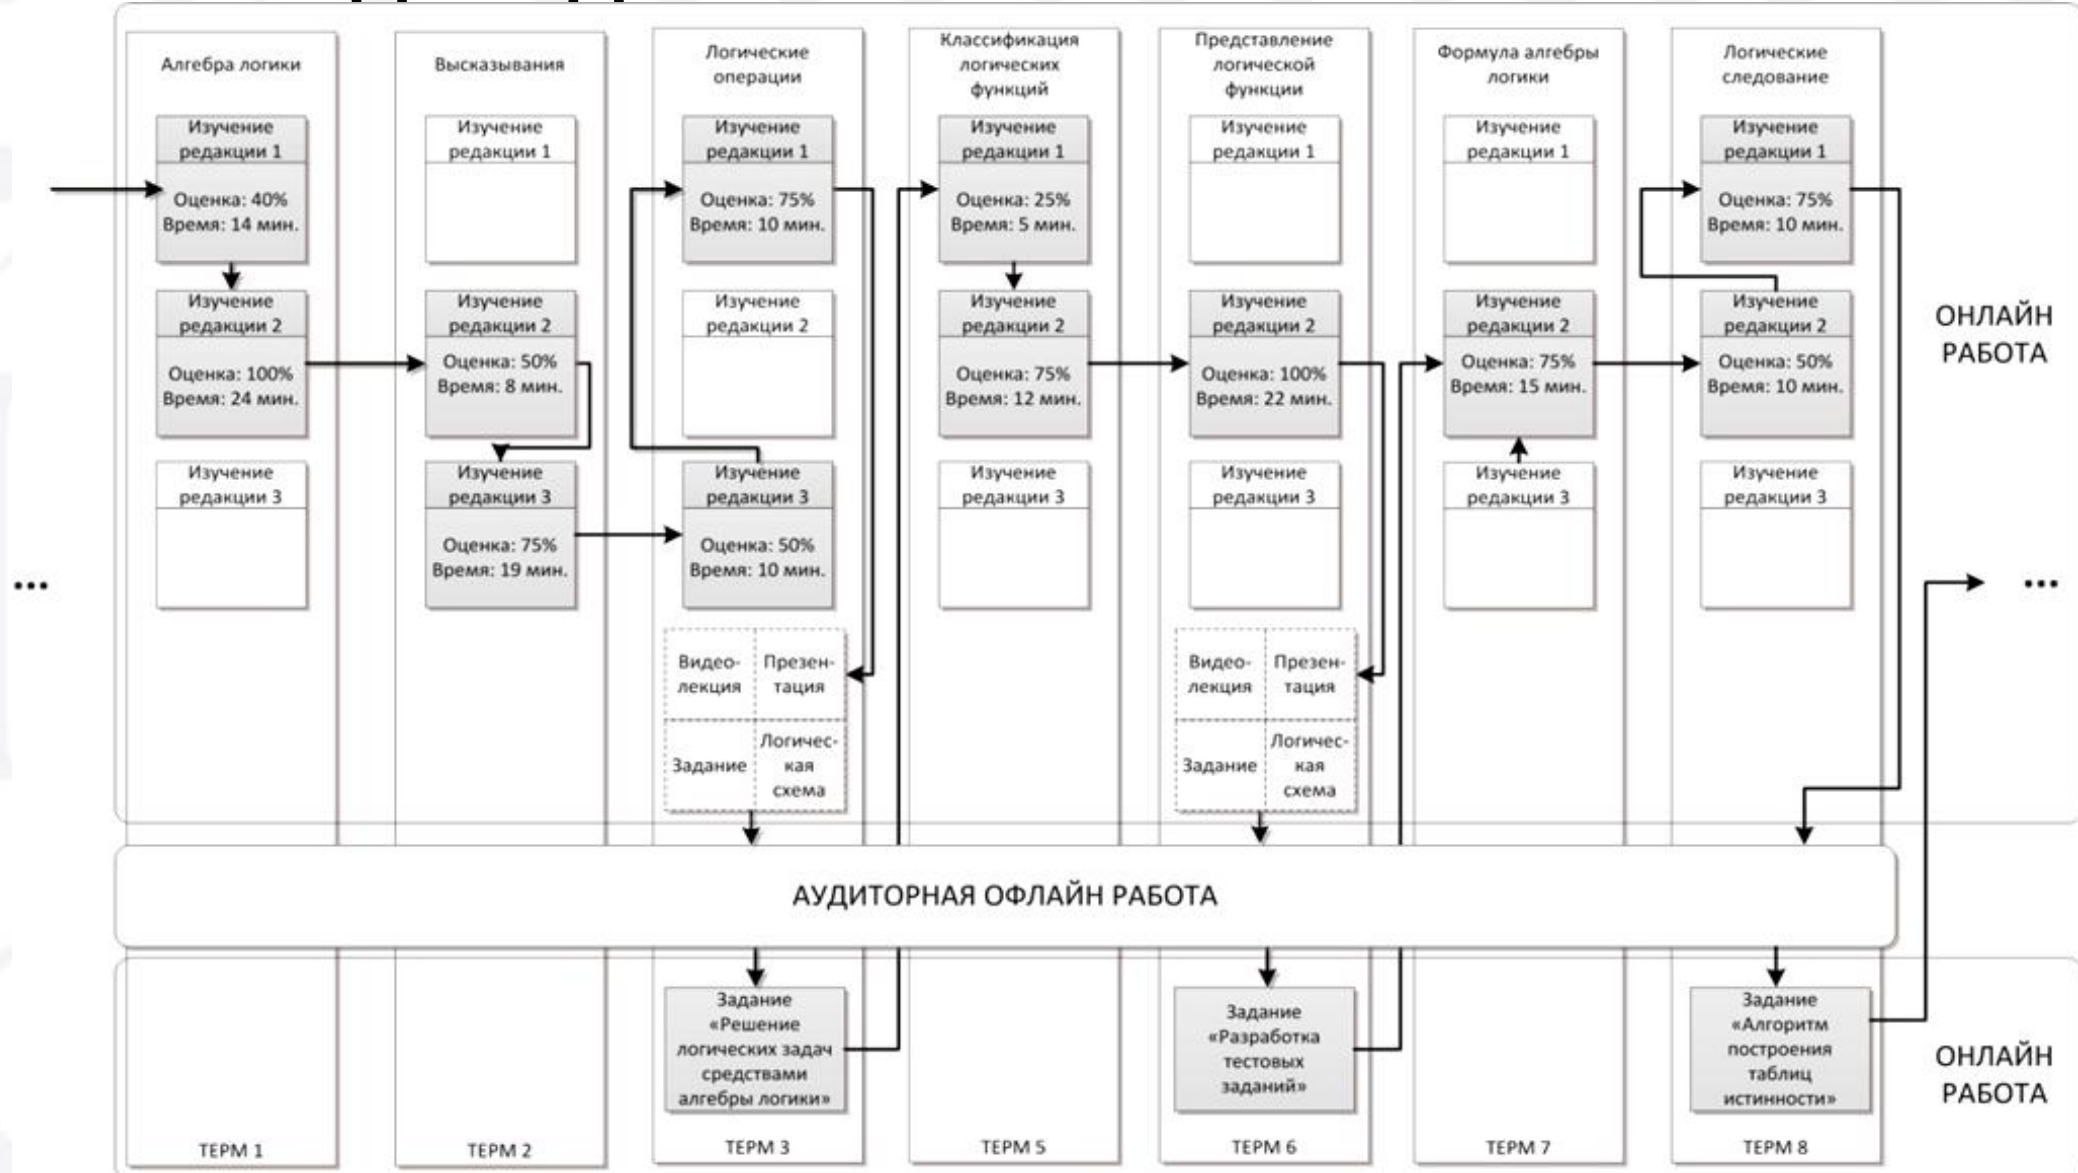 Алгебра логики
Изучение
редакции 1
Оценка: 40%
Время: 14 мин.
Изучение
редакции 2
Оценка: 100%
Время: 24 мин.
Изучение
редакции 3
Высказывания
Изучение
редакции 1
Изучение
редакции 2
Оценка: 50%
Время: 8 мин.
Изучение
редакции 3
Оценка: 75%
Время: 19 мин.
Логические
операции
Изучение
редакции 1
Оценка: 75%
Время: 10 мин.
Изучение
редакции 2
Изучение
редакции 3
Оценка: 50%
Время: 10 мин.
Видео-
лекция
Презен-
тация
Задание
Логичес-
кая
схема
Классификация
логических
функций
Изучение
редакции 1
Оценка: 25%
Время: 5 мин.
Изучение
редакции 2
Оценка: 75%
Время: 12 мин.
Изучение
редакции 3
Представление
логической
функции
Изучение
редакции 1
Изучение
редакции 2
Оценка: 100%
Время: 22 мин.
Изучение
редакции 3
Видео-
лекция
Презен-
тация
Задание
Логичес-
кая
схема
Формула алгебры
логики
Изучение
редакции 1
Изучение
редакции 2
Оценка: 75%
Время: 15 мин.
Изучение
редакции 3
Логические
следование
Изучение
редакции 1
Оценка: 75%
Время: 10 мин.
Изучение
редакции 2
Оценка: 50%
Время: 10 мин.
Изучение
редакции 3
ОНЛАЙН
РАБОТА
...
...
АУДИТОРНАЯ ОФЛАЙН РАБОТА
Задание
«Решение
логических задач
средствами
алгебры логики»
Задание
«Разработка
тестовых
заданий»
Задание
«Алгоритм
построения
таблиц
истинности»
ОНЛАЙН
РАБОТА
ТЕРМ 1
ТЕРМ 2
ТЕРМ 3
ТЕРМ 5
ТЕРМ 6
ТЕРМ 7
ТЕРМ 8